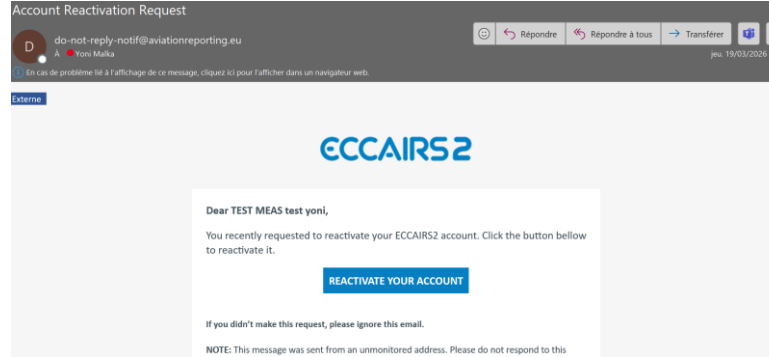 Account Reactivation Request
D
do-not-reply-notif@aviationreporting.eu
À Yoni Malka
Répondre
Répondre à tous
Transférer
jeu. 19/03/2026
En cas de problème lié à l'affichage de ce message, cliquez ici pour l'afficher dans un navigateur web.
Externe
ECCAIRS2
Dear TEST MEAS test yoni,
You recently requested to reactivate your ECCAIRS2 account. Click the button bellow
to reactivate it.
REACTIVATE YOUR ACCOUNT
If you didn't make this request, please ignore this email.
NOTE: This message was sent from an unmonitored address. Please do not respond to this